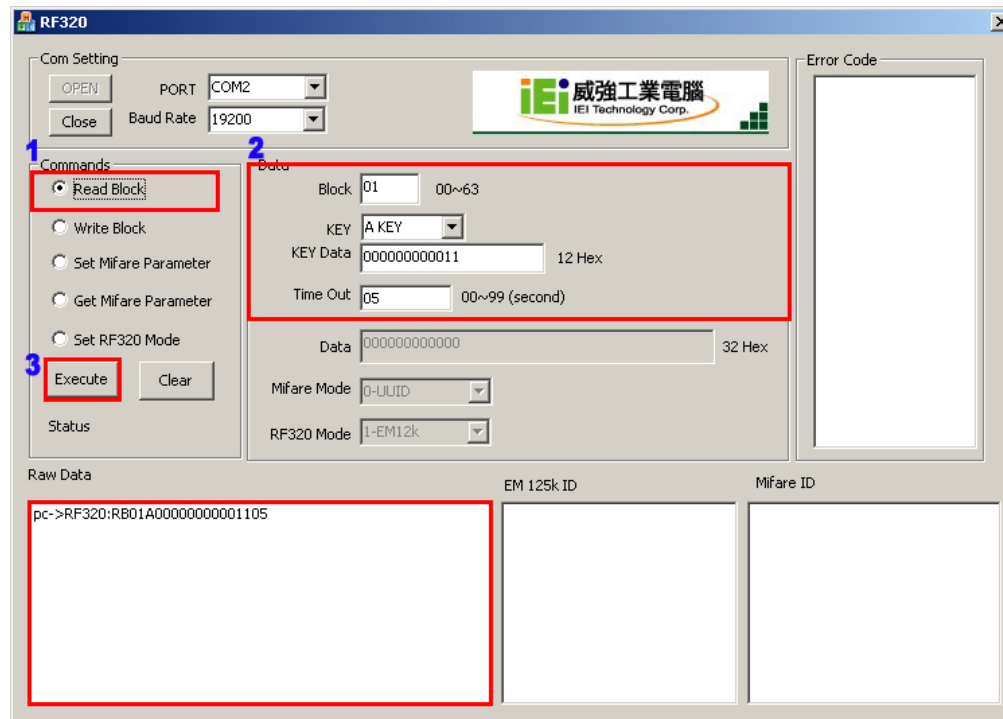 RF320
Com Setting
OPEN PORT COM2
Close Baud Rate 19200
iEi 威強工業電腦
IEI Technology Corp.
Error Code
1
Commands
Read Block
Write Block
Set Mifare Parameter
Get Mifare Parameter
Set RF320 Mode
3
Execute Clear
Status
2
Data
Block 01 00~63
KEY A KEY
KEY Data 000000000011 12 Hex
Time Out 05 00~99 (second)
Data 000000000000 32 Hex
Mifare Mode 0-UUID
RF320 Mode 1-EM12k
Raw Data
pc->RF320:RB01A00000000001105
EM 125k ID
Mifare ID